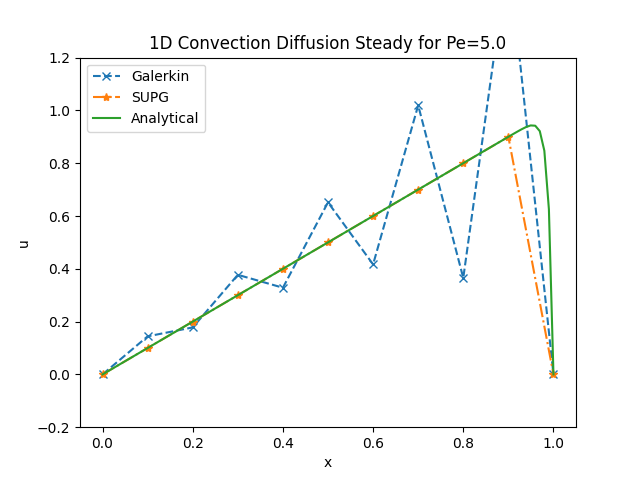 1D Convection Diffusion Steady for Pe=5.0
Galerkin
SUPG
Analytical
1.2
1.0
0.8
0.6
0.4
0.2
0.0
−0.2
u
0.0 0.2 0.4 0.6 0.8 1.0
x